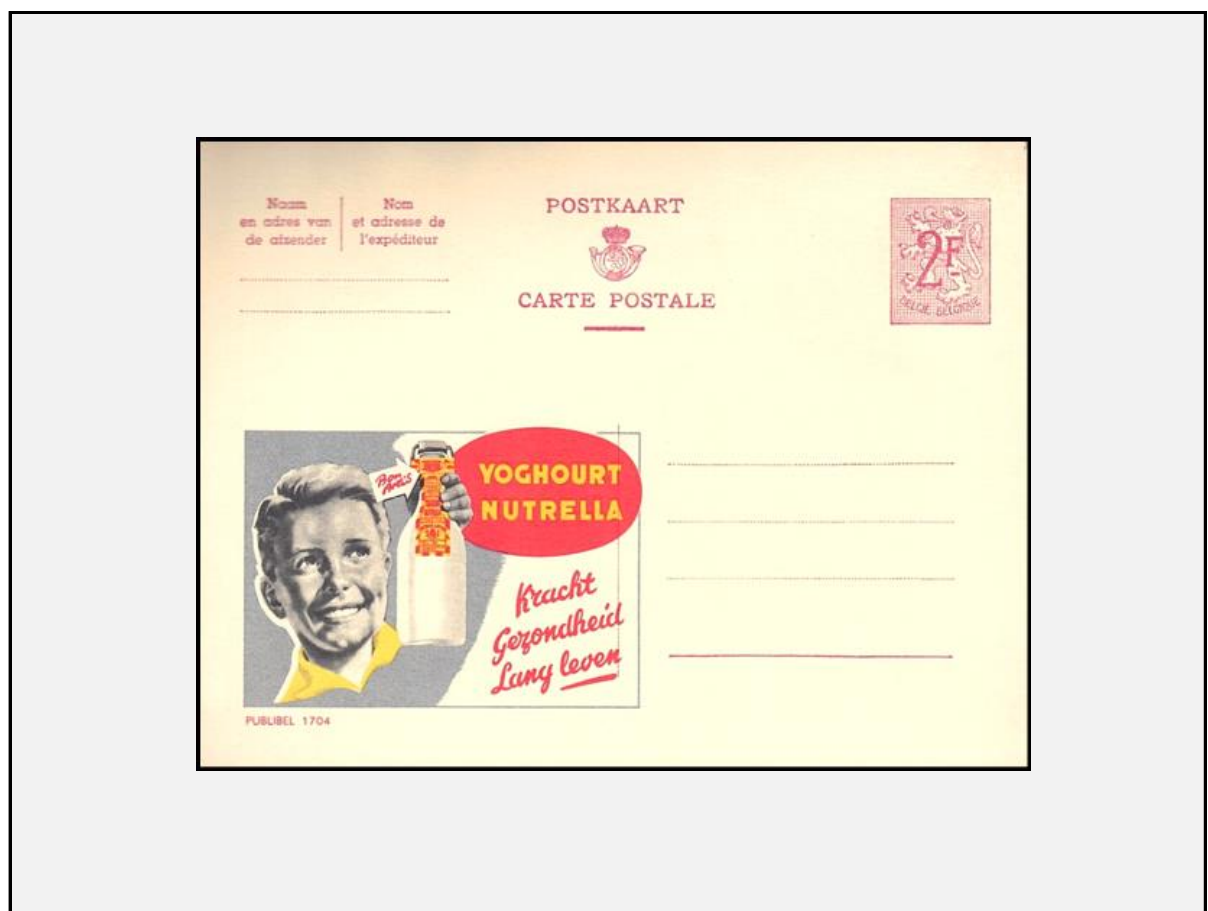 Naam
en adres van
de afzender
Nom
et adresse de
l'expéditeur
POSTKAART
CARTE POSTALE
2F
BELGIE BELGIQUE
YOGHOURT
NUTRELLA
Kracht
Gezondheid
Lang leven
PUBLIBEL 1704